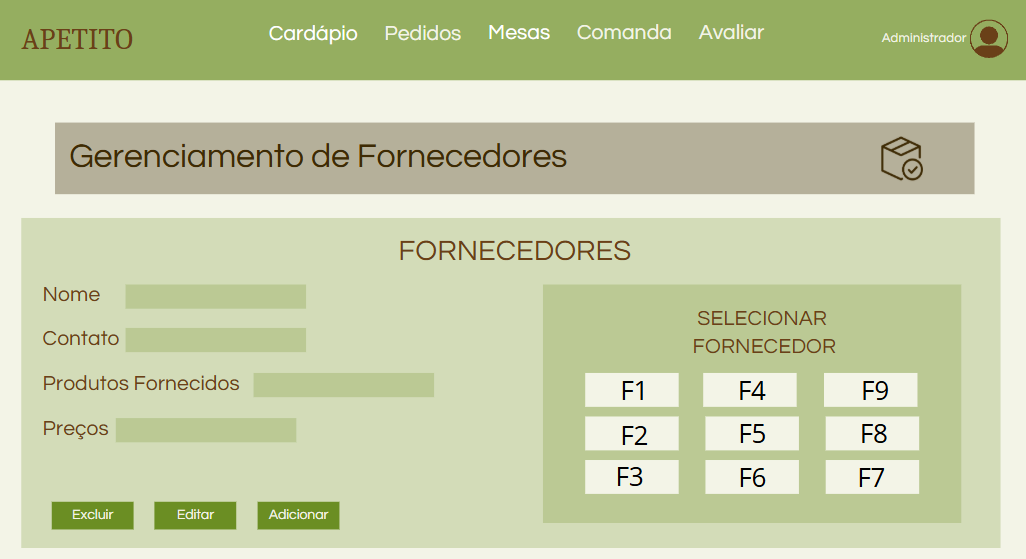 APETITO
Cardápio Pedidos Mesas Comanda Avaliar
Administrador
Gerenciamento de Fornecedores
FORNECEDORES
Nome
Contato
Produtos Fornecidos
Preços
Excluir Editar Adicionar
SELECIONAR
FORNECEDOR
F1 F4 F9
F2 F5 F8
F3 F6 F7